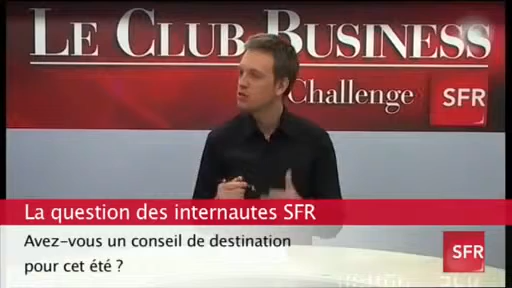 LE CLUB BUSINESS
Challenge
SFR
La question des internautes SFR
Avez-vous un conseil de destination
pour cet été ?
SFR